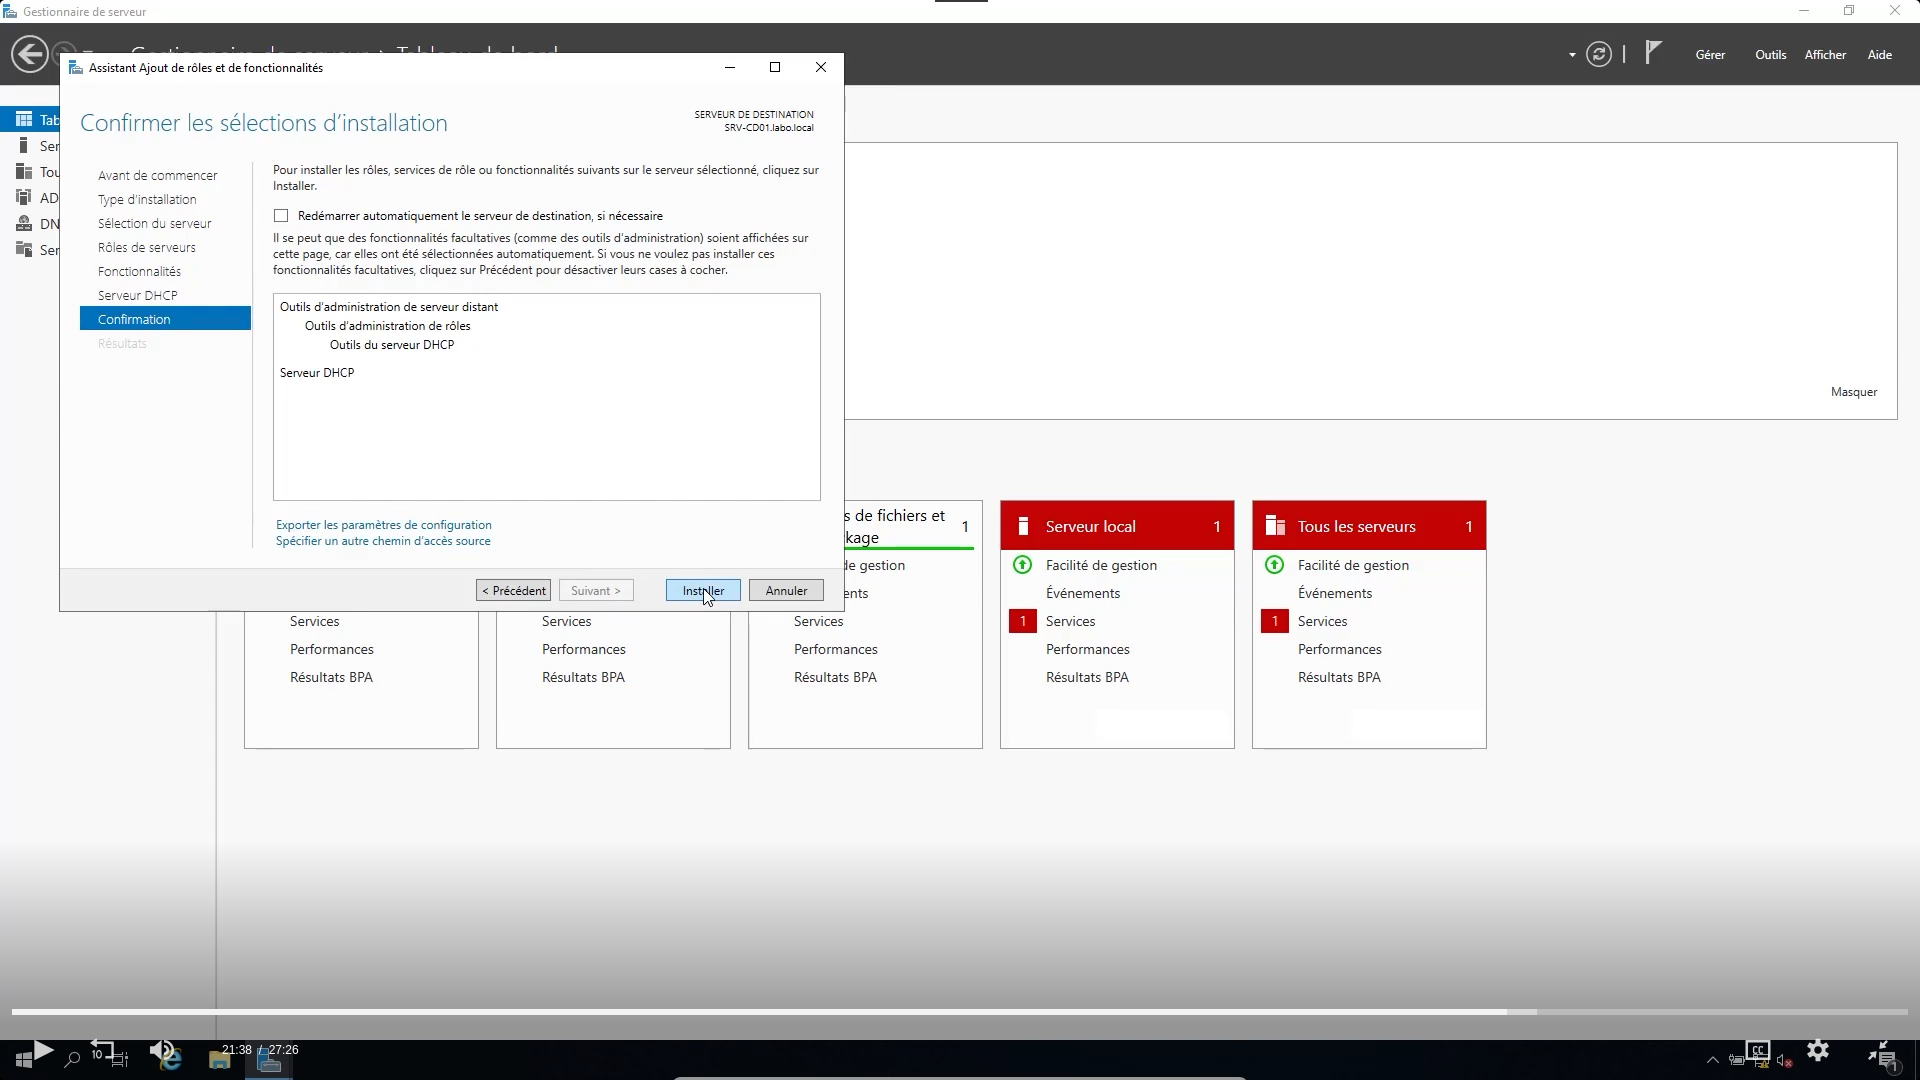 Gestionnaire de serveur
Gérer
Outils
Afficher
Aide
Assistant Ajout de rôles et de fonctionnalités
Confirmer les sélections d'installation
SERVEUR DE DESTINATION
SRV-CD01.labo.local
Tab
Ser
Tou
AD
DN
Ser
Avant de commencer
Type d'installation
Sélection du serveur
Rôles de serveurs
Fonctionnalités
Serveur DHCP
Confirmation
Résultats
Pour installer les rôles, services de rôle ou fonctionnalités suivants sur le serveur sélectionné, cliquez sur
Installer.
Redémarrer automatiquement le serveur de destination, si nécessaire
Il se peut que des fonctionnalités facultatives (comme des outils d'administration) soient affichées sur
cette page, car elles ont été sélectionnées automatiquement. Si vous ne voulez pas installer ces
fonctionnalités facultatives, cliquez sur Précédent pour désactiver leurs cases à cocher.
Outils d'administration de serveur distant
Outils d'administration de rôles
Outils du serveur DHCP
Serveur DHCP
Exporter les paramètres de configuration
Spécifier un autre chemin d'accès source
< Précédent
Suivant >
Installer
Annuler
Masquer
Services
Performances
Résultats BPA
Services
Performances
Résultats BPA
s de fichiers et
kage
1
de gestion
ents
Services
Performances
Résultats BPA
Serveur local 1
Facilité de gestion
Événements
1 Services
Performances
Résultats BPA
Tous les serveurs 1
Facilité de gestion
Événements
1 Services
Performances
Résultats BPA
10
21:38 / 27:26
CC
1